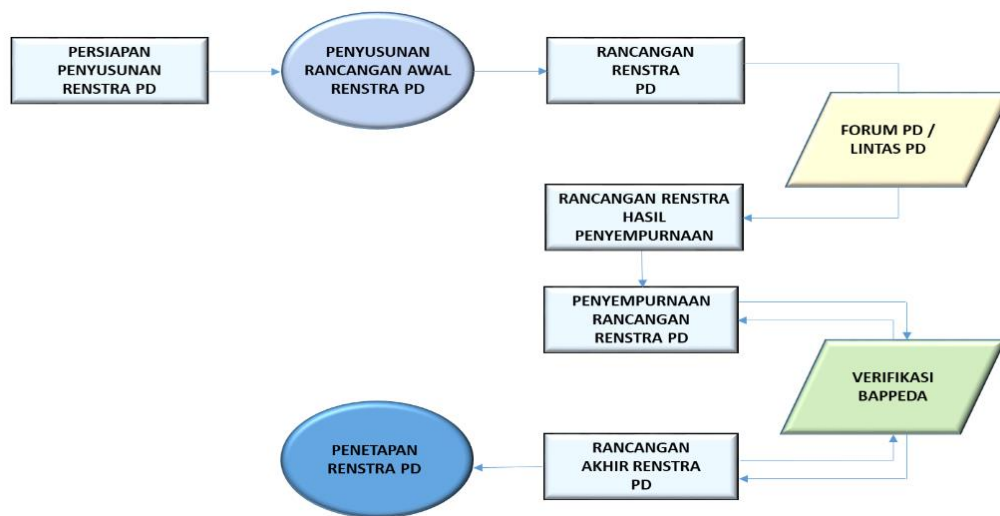 PERSIAPAN
PENYUSUNAN
RENSTRA PD
PENYUSUNAN
RANCANGAN AWAL
RENSTRA PD
RANCANGAN
RENSTRA
PD
FORUM PD /
LINTAS PD
RANCANGAN RENSTRA
HASIL
PENYEMPURNAAN
PENYEMPURNAAN
RANCANGAN
RENSTRA PD
VERIFIKASI
BAPPEDA
RANCANGAN
AKHIR RENSTRA
PD
PENETAPAN
RENSTRA PD